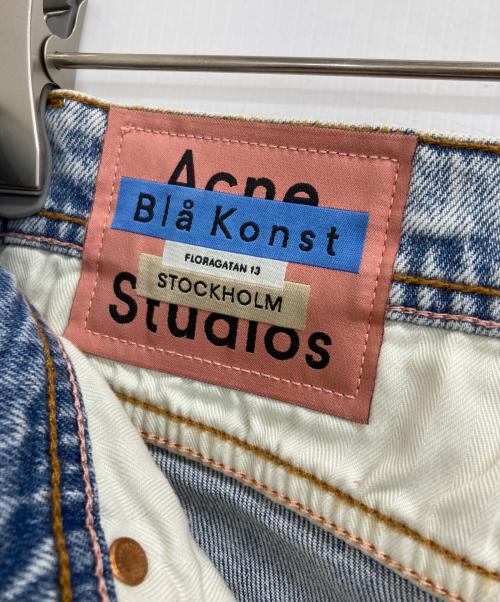 Acne
Blå Konst
FLORAGATAN 13
STOCKHOLM
Studios